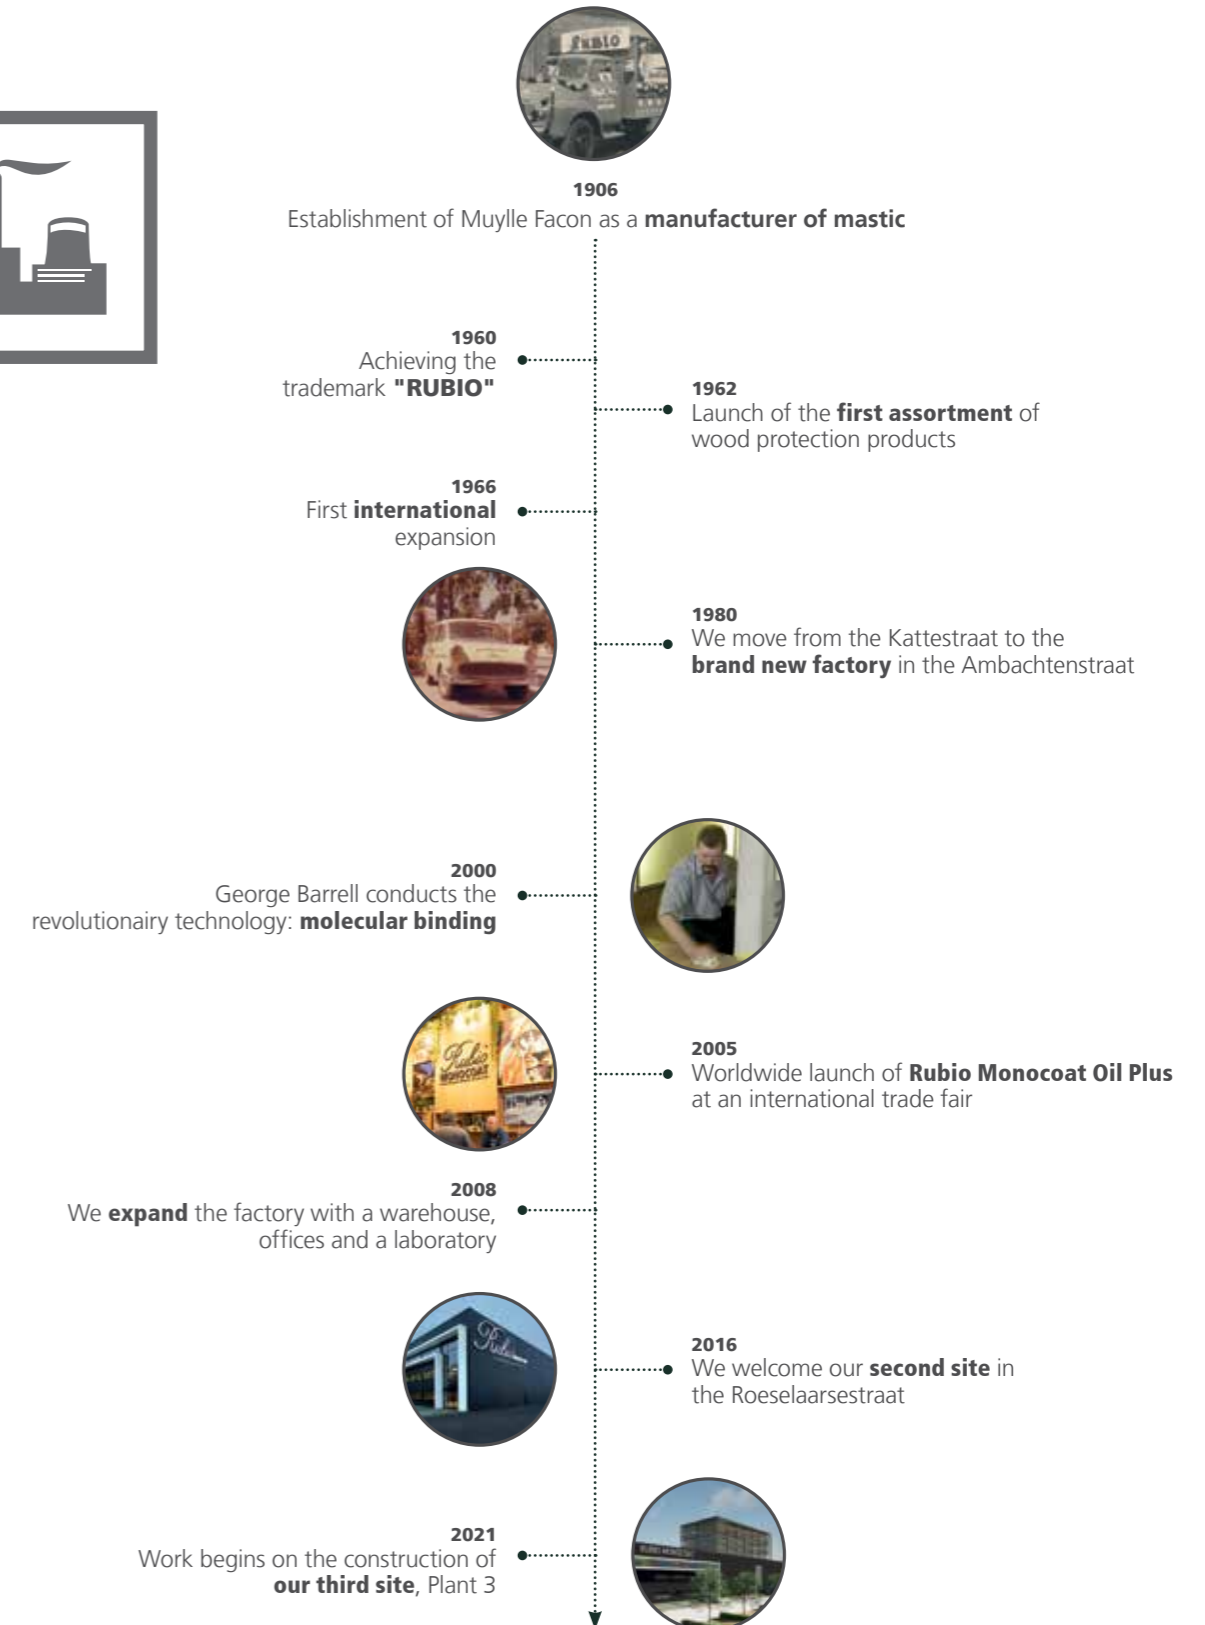 RUBIO
1906
Establishment of Muylle Facon as a manufacturer of mastic
1960
Achieving the
trademark "RUBIO"
1962
Launch of the first assortment of
wood protection products
1966
First international
expansion
1980
We move from the Kattestraat to the
brand new factory in the Ambachtenstraat
2000
George Barrell conducts the
revolutionairy technology: molecular binding
Rubio
MONOCOAT
2005
Worldwide launch of Rubio Monocoat Oil Plus
at an international trade fair
2008
We expand the factory with a warehouse,
offices and a laboratory
Rubio
2016
We welcome our second site in
the Roeselaarsestraat
2021
Work begins on the construction of
our third site, Plant 3
RUBIO MONOCOAT